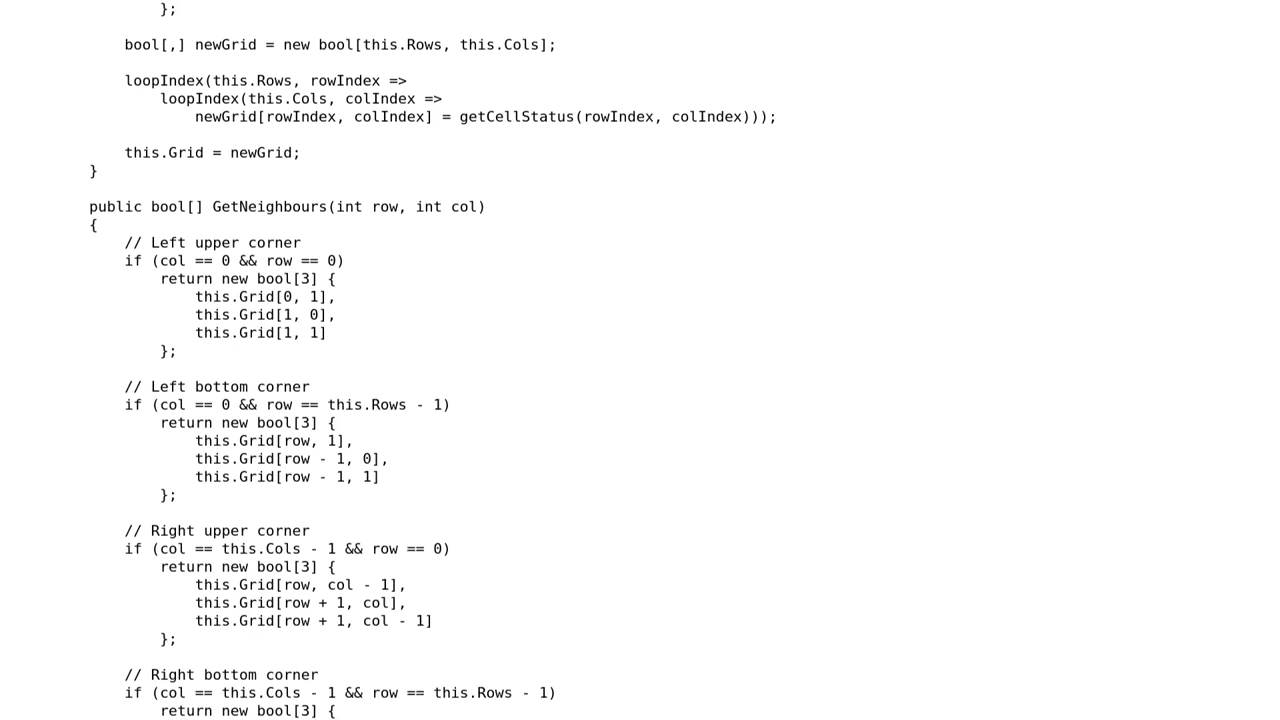 };
bool[,] newGrid = new bool[this.Rows, this.Cols];
loopIndex(this.Rows, rowIndex =>
loopIndex(this.Cols, colIndex =>
newGrid[rowIndex, colIndex] = getCellStatus(rowIndex, colIndex)));
this.Grid = newGrid;
}
public bool[] GetNeighbours(int row, int col)
{
// Left upper corner
if (col == 0 && row == 0)
return new bool[3] {
this.Grid[0, 1],
this.Grid[1, 0],
this.Grid[1, 1]
};
// Left bottom corner
if (col == 0 && row == this.Rows - 1)
return new bool[3] {
this.Grid[row, 1],
this.Grid[row - 1, 0],
this.Grid[row - 1, 1]
};
// Right upper corner
if (col == this.Cols - 1 && row == 0)
return new bool[3] {
this.Grid[row, col - 1],
this.Grid[row + 1, col],
this.Grid[row + 1, col - 1]
};
// Right bottom corner
if (col == this.Cols - 1 && row == this.Rows - 1)
return new bool[3] {